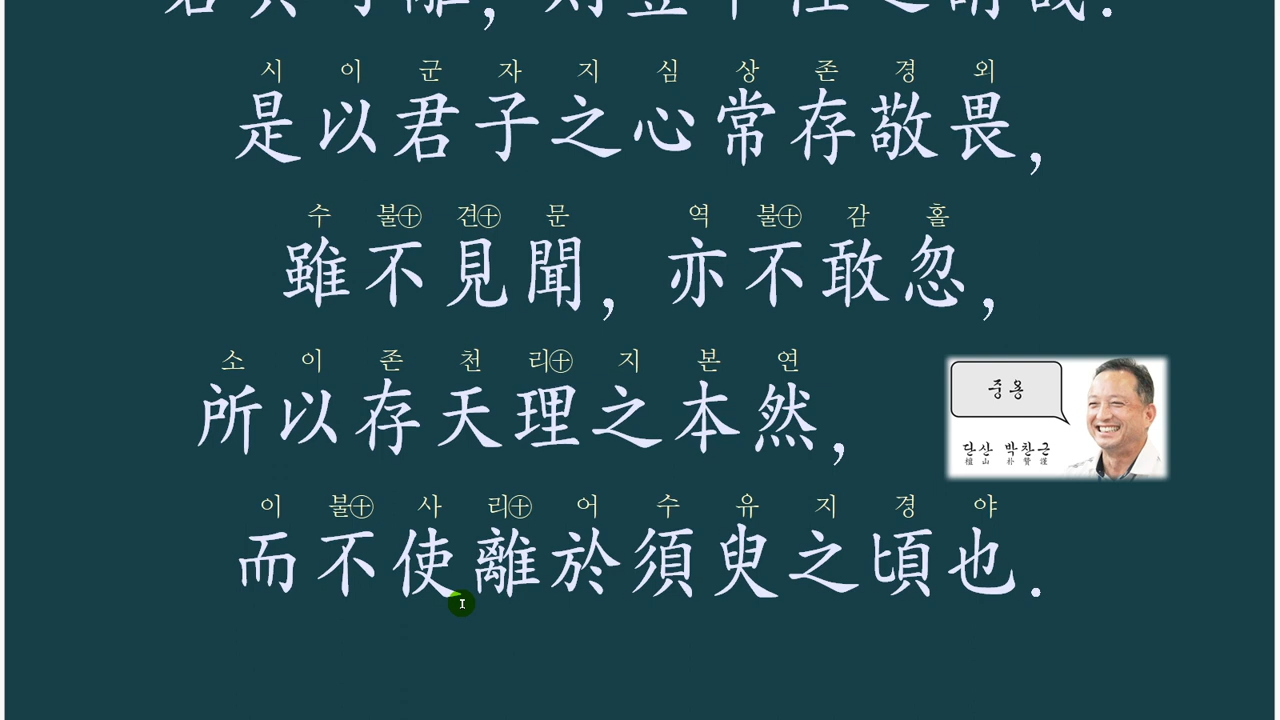 시 이 군 자 지 심 상 존 경 외
是以君子之心常存敬畏,
수 불㊉ 견㊉ 문 역 불㊉ 감 홀
雖不見聞, 亦不敢忽,
소 이 존 천 리㊉ 지 본 연
所以存天理之本然,
중용
단산 박찬근
檀山 朴贊謹
이 불㊉ 사 리㊉ 어 수 유 지 경 야
而不使離於須臾之頃也.